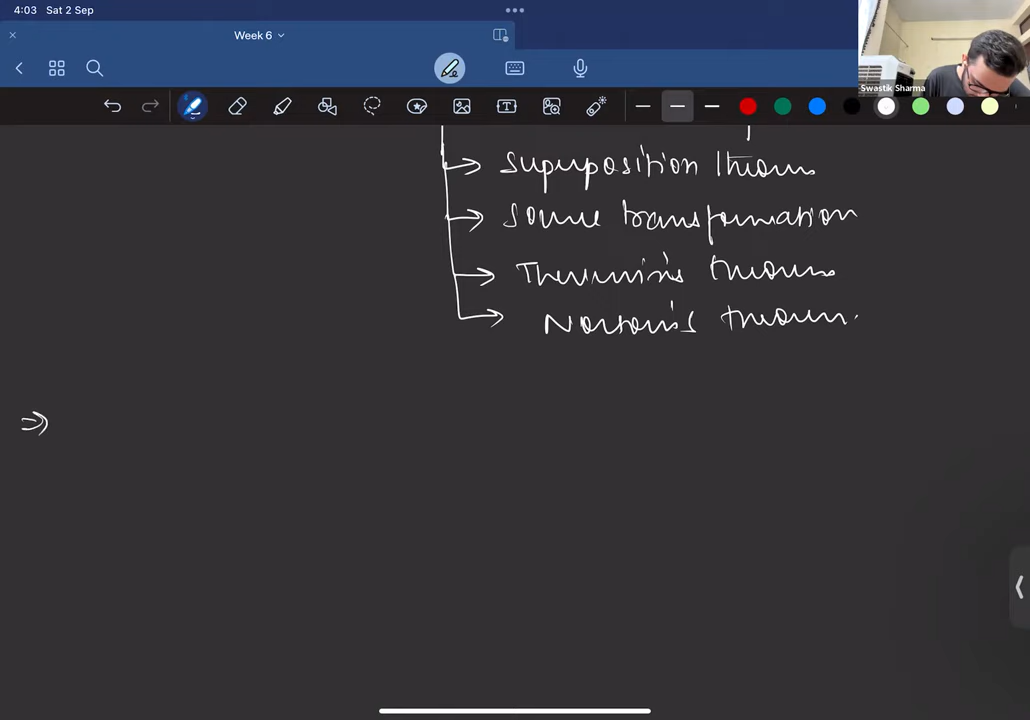 4:03 Sat 2 Sep
Week 6
Swastik Sharma
→ Superposition theorem
→ Source transformation
→ Thevenin's theorem
→ Norton's theorem.
⇒